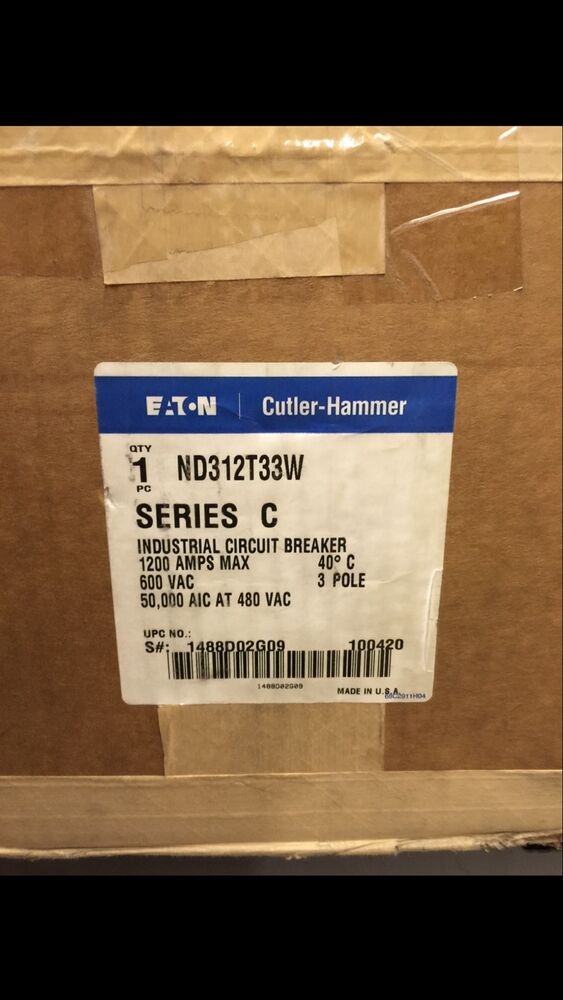 EATON | Cutler-Hammer
QTY
1 ND312T33W
PC
SERIES C
INDUSTRIAL CIRCUIT BREAKER
1200 AMPS MAX 40° C
600 VAC 3 POLE
50,000 AIC AT 480 VAC
UPC NO.:
S#: 1488D02G09 100420
1488D02G09
MADE IN U.S.A.
68C2911H04